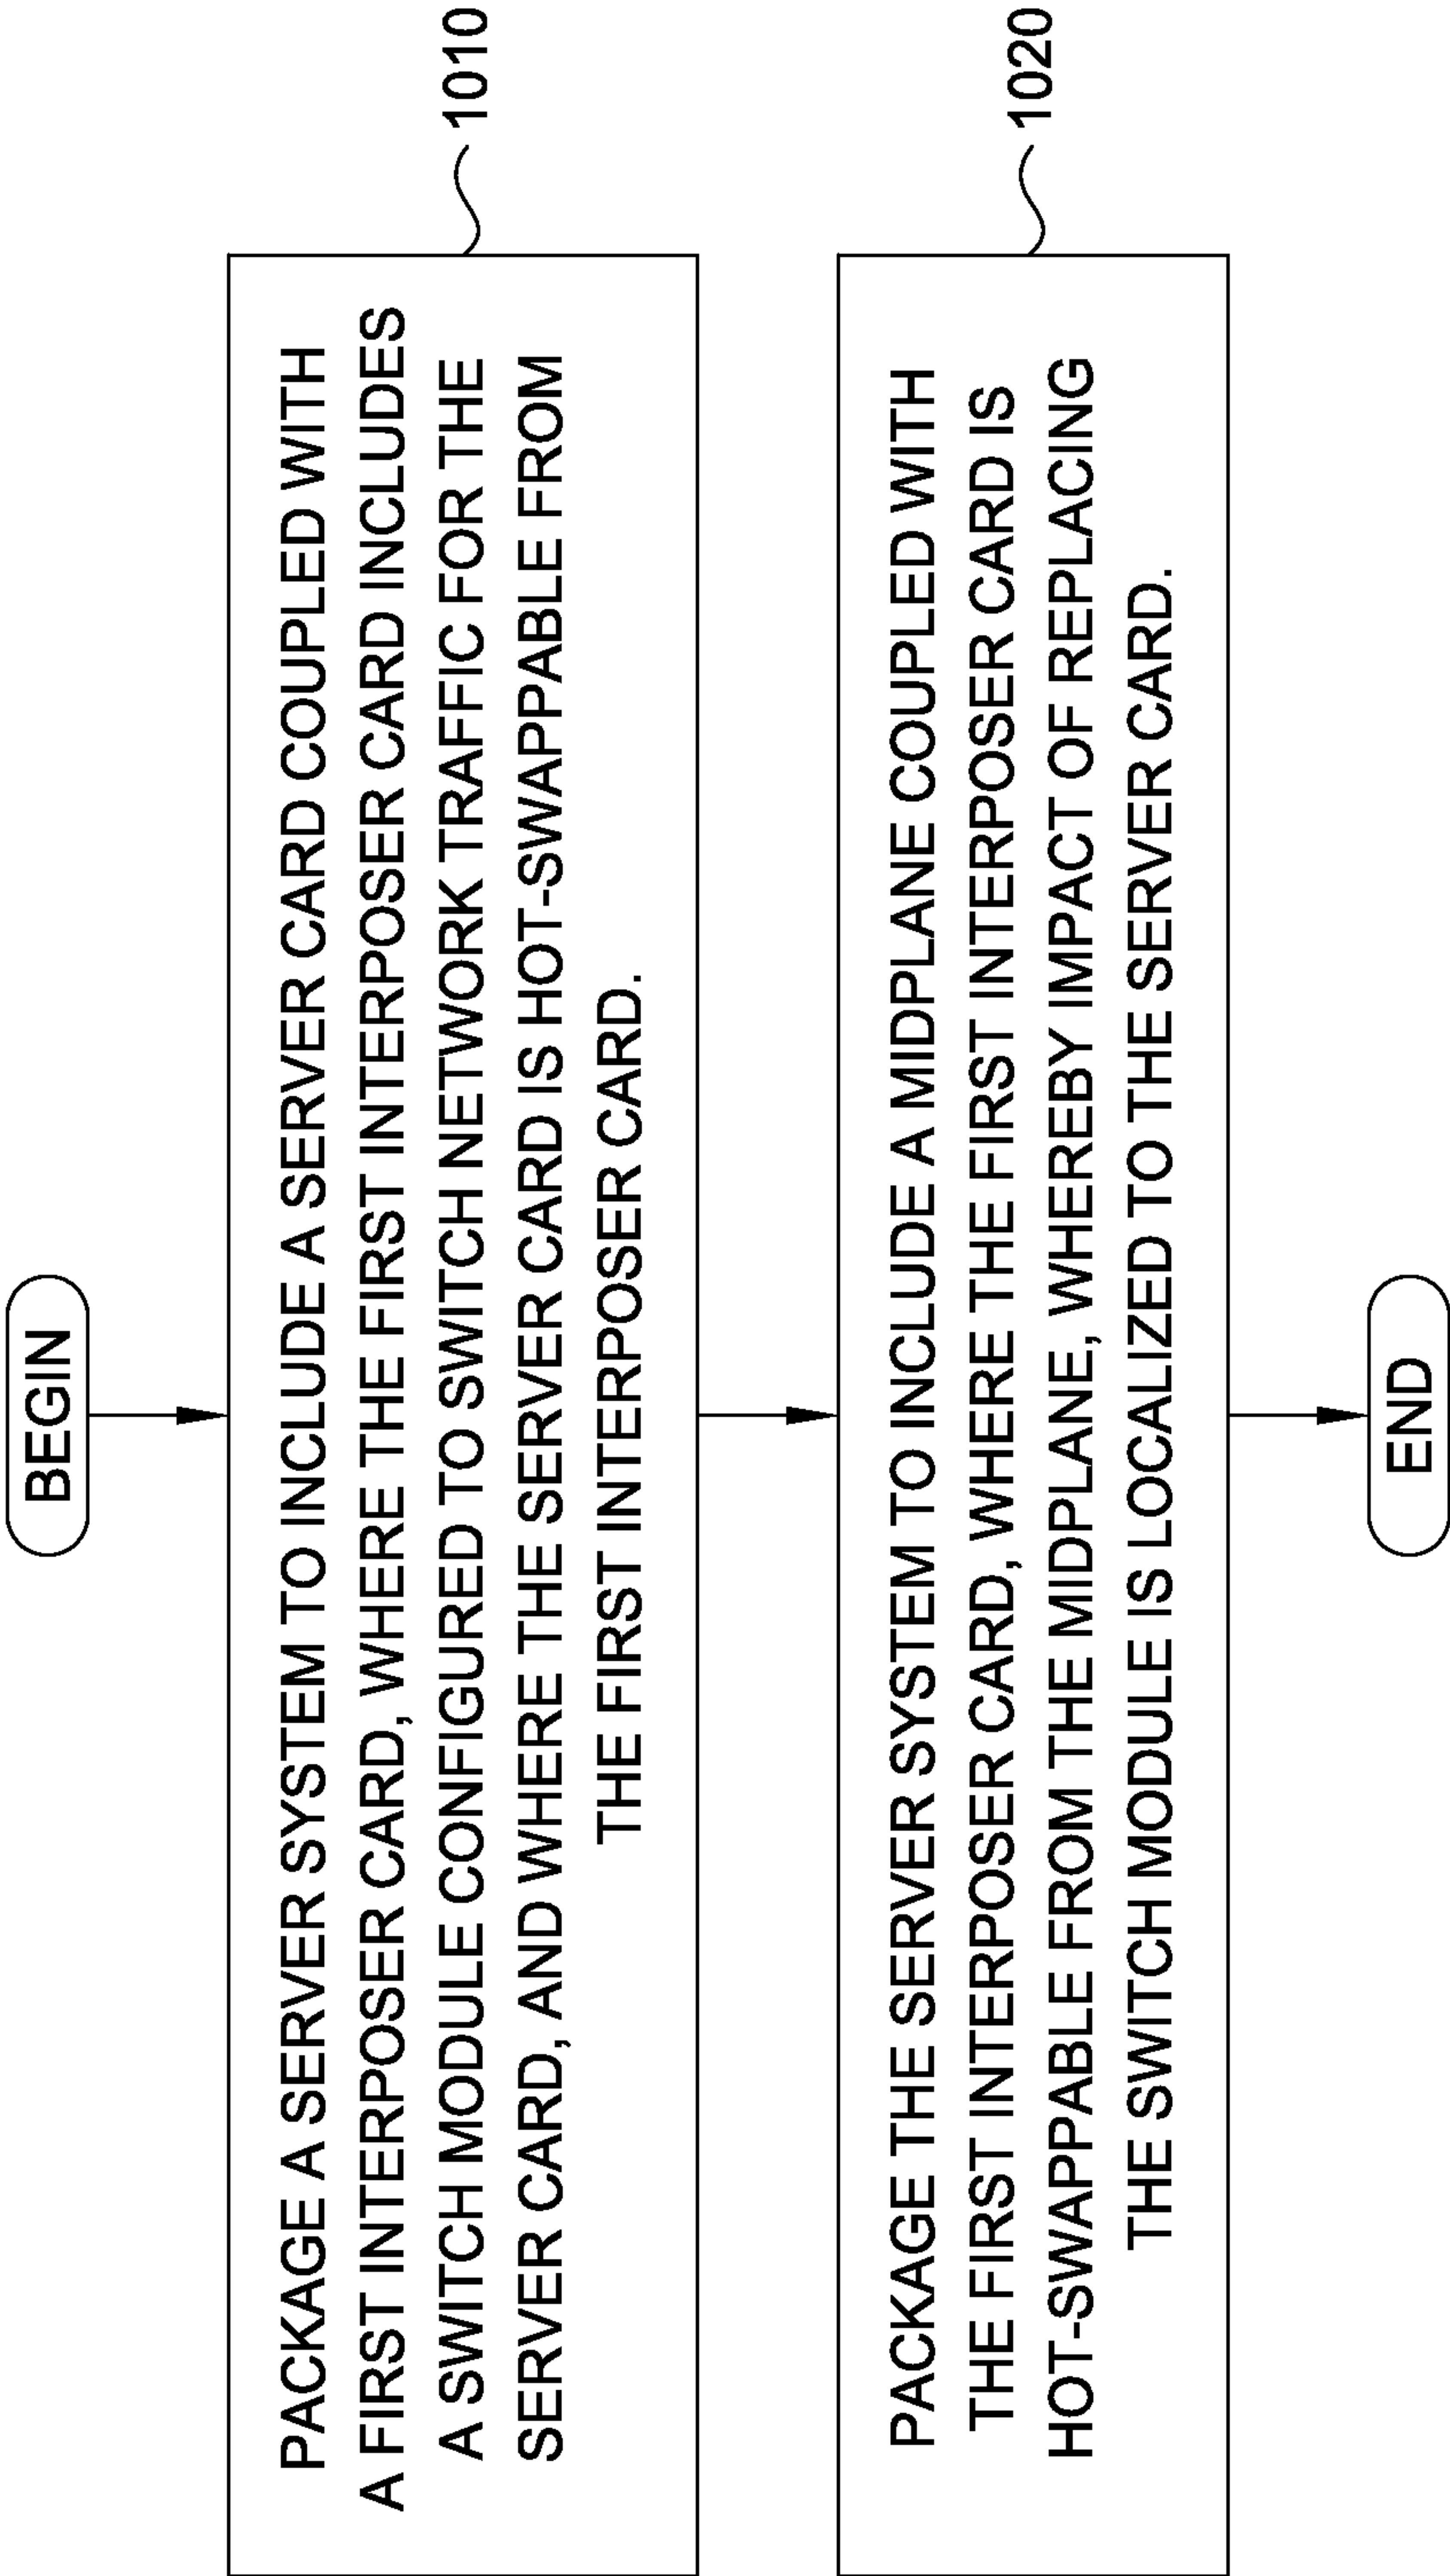 BEGIN
PACKAGE A SERVER SYSTEM TO INCLUDE A SERVER CARD COUPLED WITH
A FIRST INTERPOSER CARD, WHERE THE FIRST INTERPOSER CARD INCLUDES
A SWITCH MODULE CONFIGURED TO SWITCH NETWORK TRAFFIC FOR THE
SERVER CARD, AND WHERE THE SERVER CARD IS HOT-SWAPPABLE FROM
THE FIRST INTERPOSER CARD.
1010
PACKAGE THE SERVER SYSTEM TO INCLUDE A MIDPLANE COUPLED WITH
THE FIRST INTERPOSER CARD, WHERE THE FIRST INTERPOSER CARD IS
HOT-SWAPPABLE FROM THE MIDPLANE, WHEREBY IMPACT OF REPLACING
THE SWITCH MODULE IS LOCALIZED TO THE SERVER CARD.
1020
END